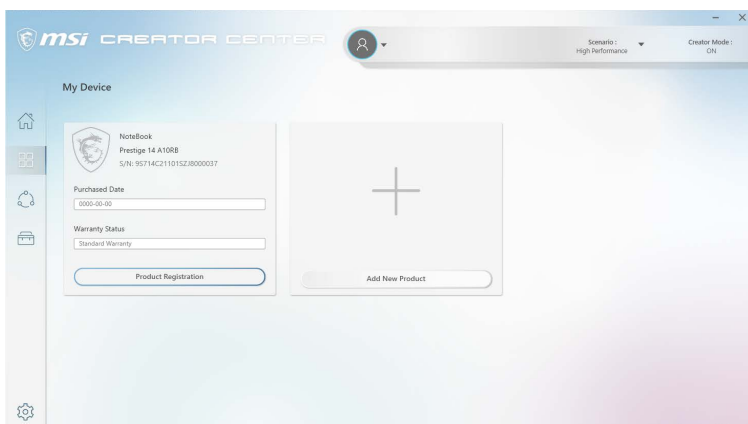 msi CREATOR CENTER
Scenario :
High Performance
Creator Mode :
ON
My Device
NoteBook
Prestige 14 A10RB
S/N: 9S714C21101SZJ8000037
Purchased Date
0000-00-00
Warranty Status
Standard Warranty
Product Registration
Add New Product